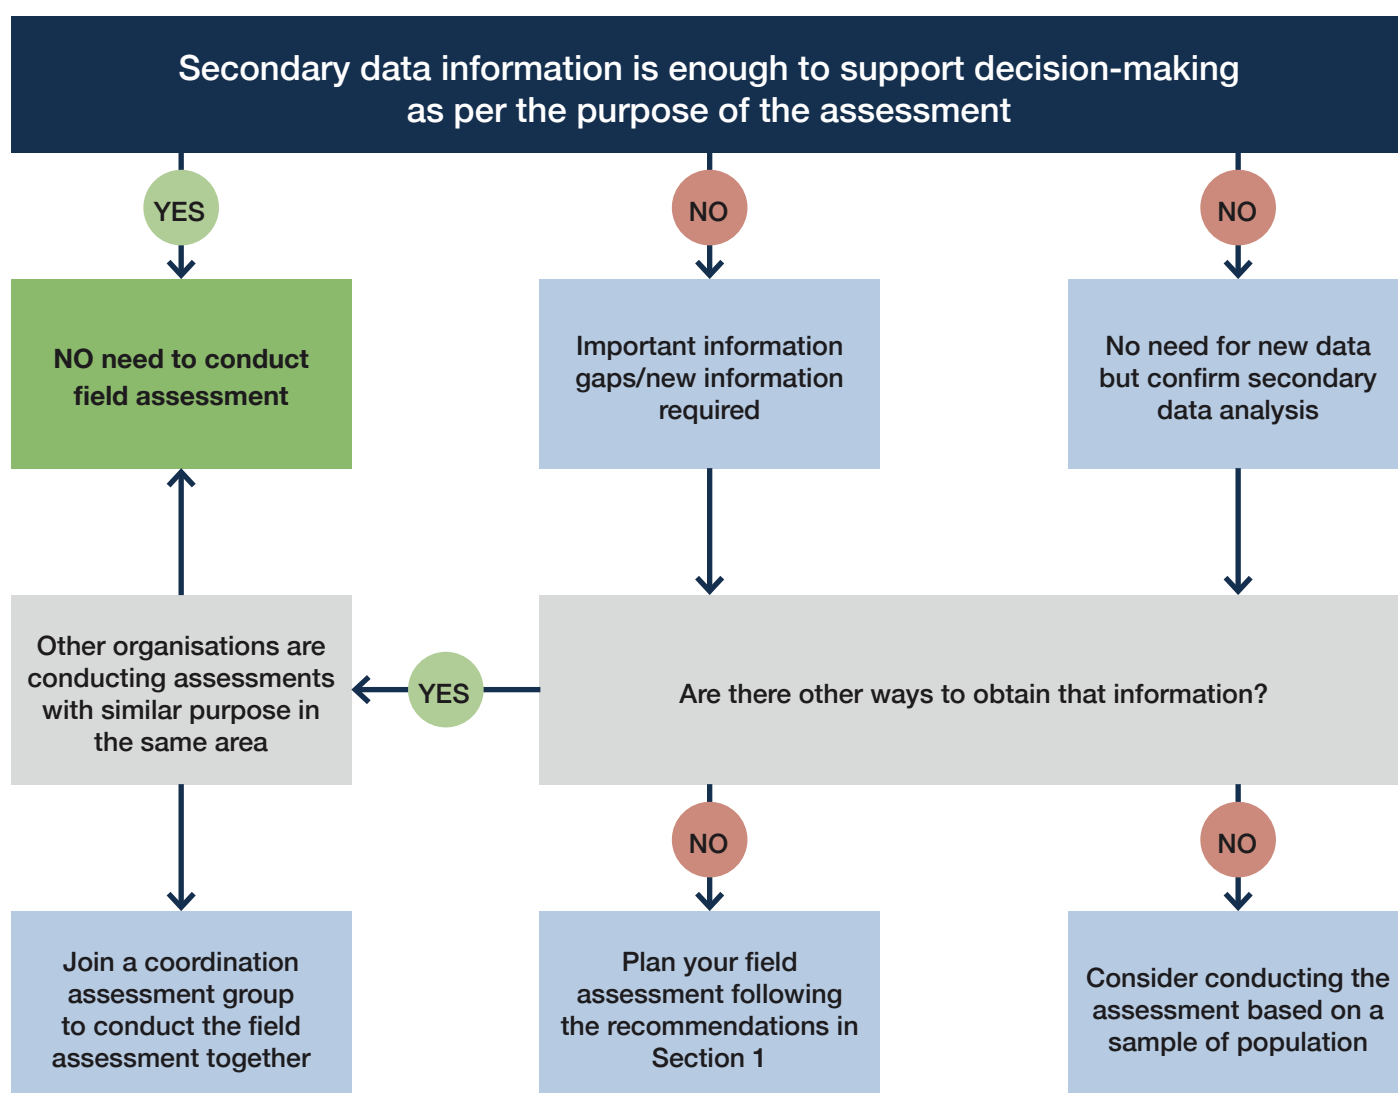 Secondary data information is enough to support decision-making
as per the purpose of the assessment
YES
NO
NO
NO need to conduct
field assessment
Important information
gaps/new information
required
No need for new data
but confirm secondary
data analysis
Other organisations are
conducting assessments
with similar purpose in
the same area
YES
Are there other ways to obtain that information?
NO
NO
Join a coordination
assessment group
to conduct the field
assessment together
Plan your field
assessment following
the recommendations in
Section 1
Consider conducting the
assessment based on a
sample of population